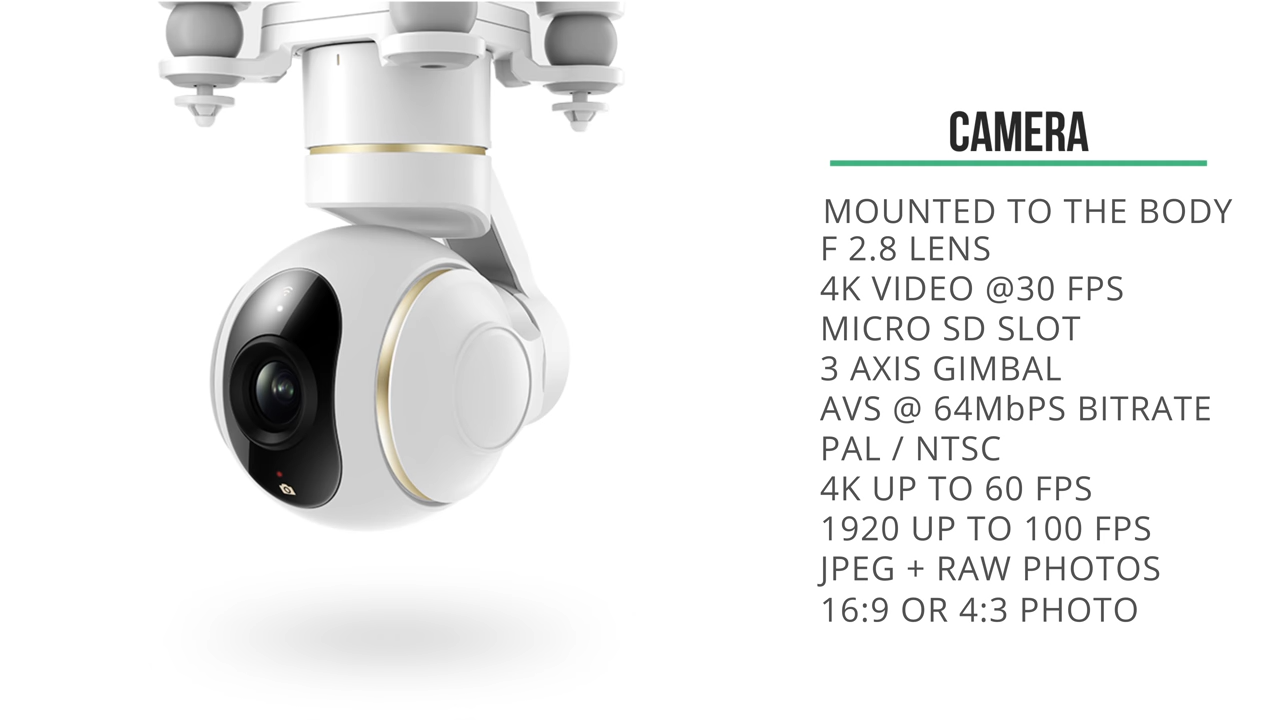 CAMERA
MOUNTED TO THE BODY
F 2.8 LENS
4K VIDEO @30 FPS
MICRO SD SLOT
3 AXIS GIMBAL
AVS @ 64MbPS BITRATE
PAL / NTSC
4K UP TO 60 FPS
1920 UP TO 100 FPS
JPEG + RAW PHOTOS
16:9 OR 4:3 PHOTO